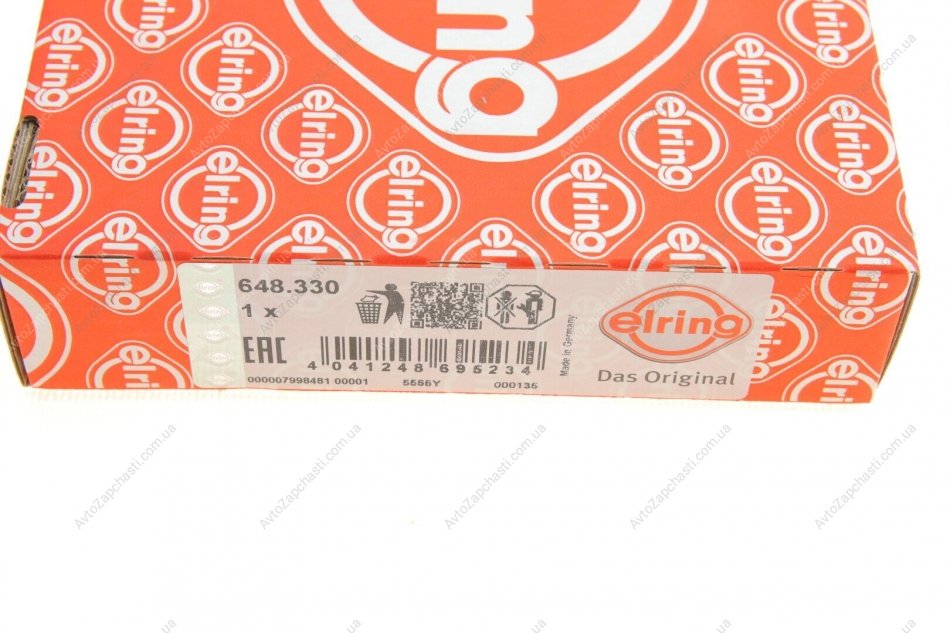 elring
648.330
1 x
EAC
4 041248 695234
000007998481 00001 5555Y 000135
Made in Germany
elring
Das Original
AvtoZapchasti.com.ua